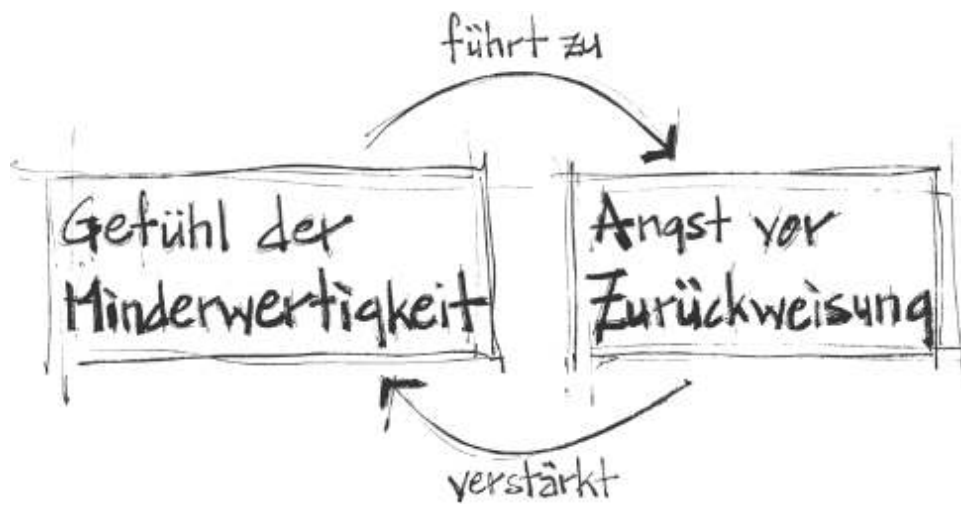 führt zu
Gefühl der
Minderwertigkeit
Angst vor
Zurückweisung
verstärkt